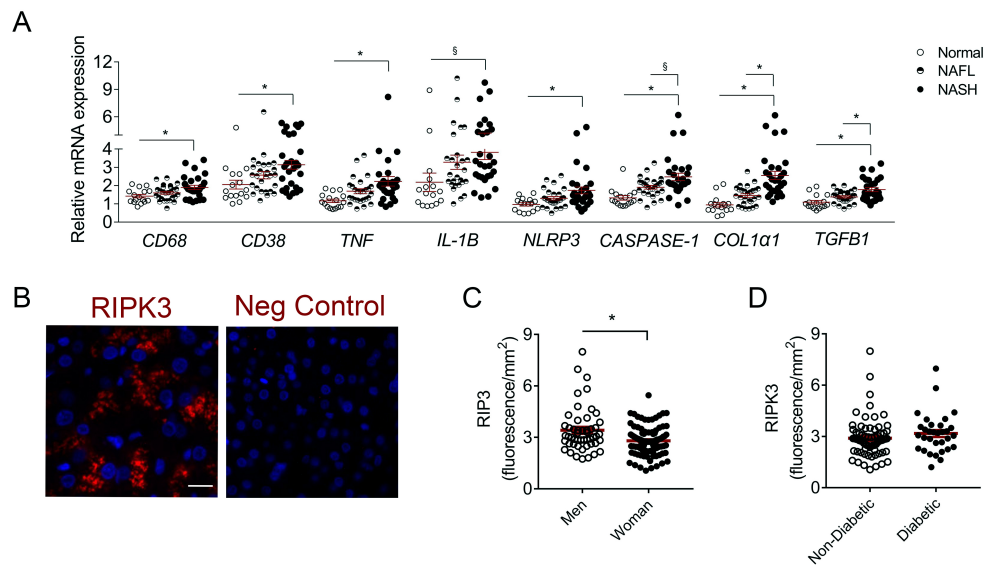 A
Relative mRNA expression
12
9
6
4
3
2
1
0
*
*
*
§
*
§
*
*
*
*
*
Normal
NAFL
NASH
CD68
CD38
TNF
IL-1B
NLRP3
CASPASE-1
COL1α1
TGFB1
B
RIPK3
Neg Control
C
RIP3
(fluorescence/mm²)
9
6
3
0
*
Men
Woman
D
RIPK3
(fluorescence/mm²)
9
6
3
0
Non-Diabetic
Diabetic